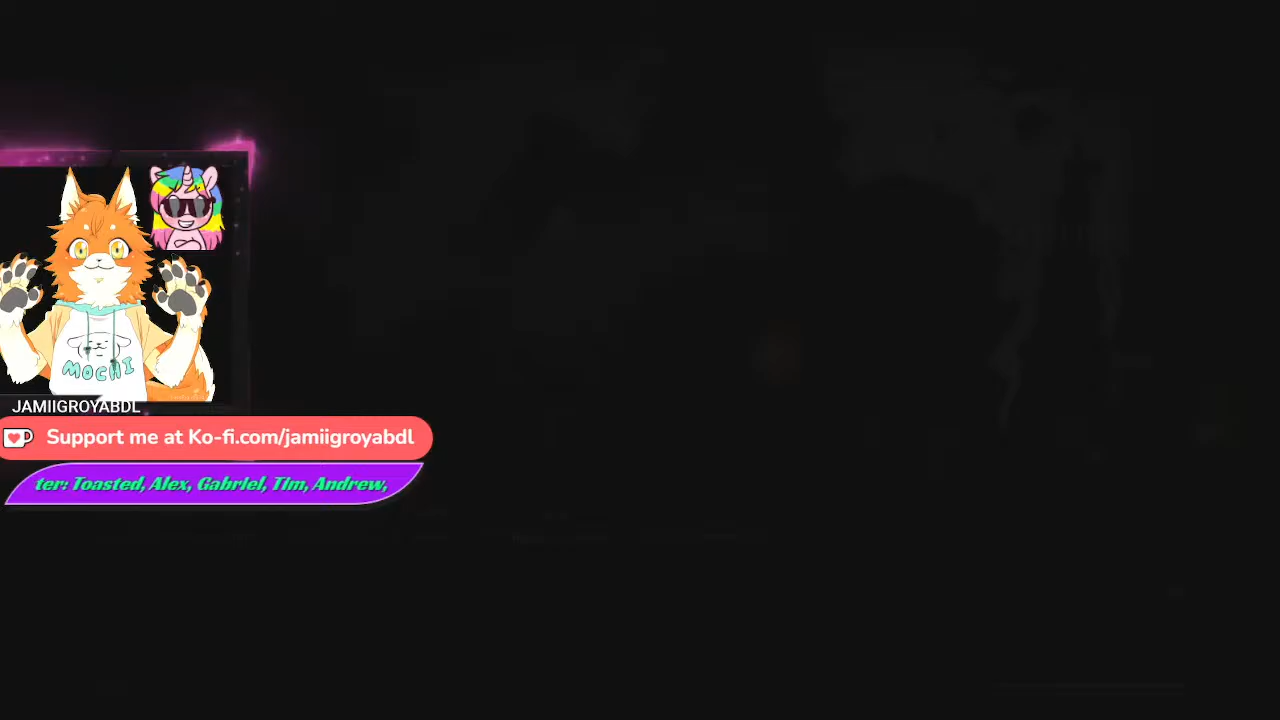 MOCHI
JAMIIGROYABDL
Support me at Ko-fi.com/jamiigroyabdl
ter: Toasted, Alex, Gabriel, Tim, Andrew,